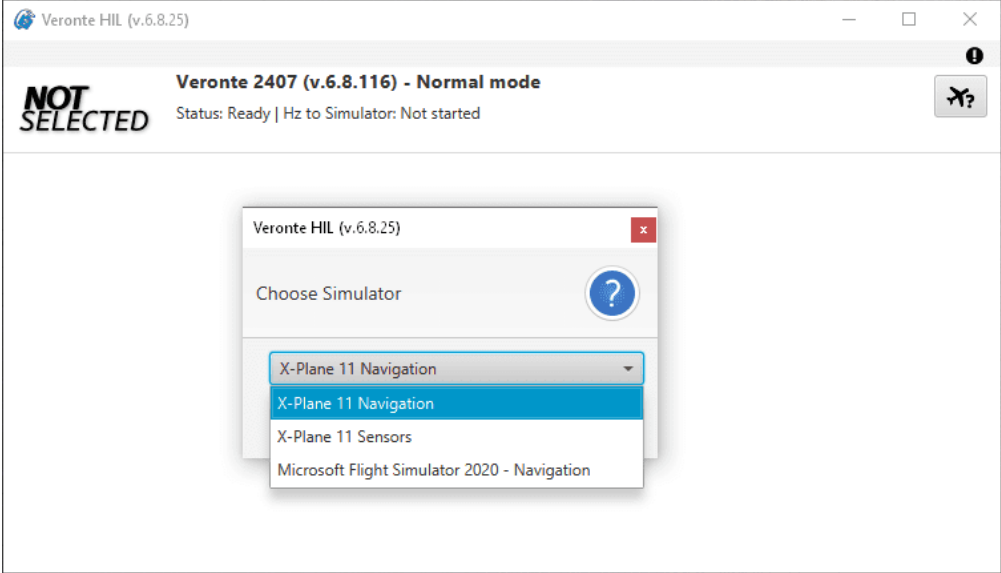 Veronte HIL (v.6.8.25)
NOT
SELECTED
Veronte 2407 (v.6.8.116) - Normal mode
Status: Ready | Hz to Simulator: Not started
Veronte HIL (v.6.8.25)
x
Choose Simulator
?
X-Plane 11 Navigation
X-Plane 11 Navigation
X-Plane 11 Sensors
Microsoft Flight Simulator 2020 - Navigation